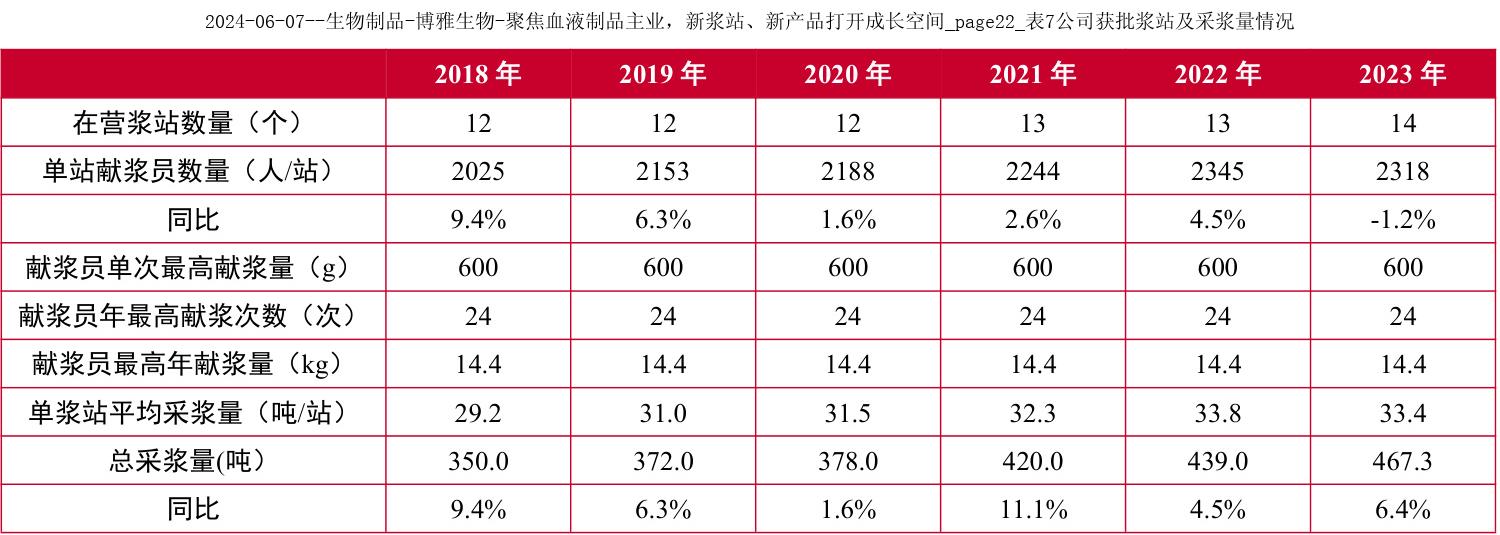 2024-06-07--生物制品-博雅生物-聚焦血液制品主业，新浆站、新产品打开成长空间_page22_表7公司获批浆站及采浆量情况
2018 年 2019 年 2020 年 2021 年 2022 年 2023 年
在营浆站数量（个） 12 12 12 13 13 14
单站献浆员数量（人/站） 2025 2153 2188 2244 2345 2318
同比 9.4% 6.3% 1.6% 2.6% 4.5% -1.2%
献浆员单次最高献浆量（g） 600 600 600 600 600 600
献浆员年最高献浆次数（次） 24 24 24 24 24 24
献浆员最高年献浆量（kg） 14.4 14.4 14.4 14.4 14.4 14.4
单浆站平均采浆量（吨/站） 29.2 31.0 31.5 32.3 33.8 33.4
总采浆量(吨） 350.0 372.0 378.0 420.0 439.0 467.3
同比 9.4% 6.3% 1.6% 11.1% 4.5% 6.4%